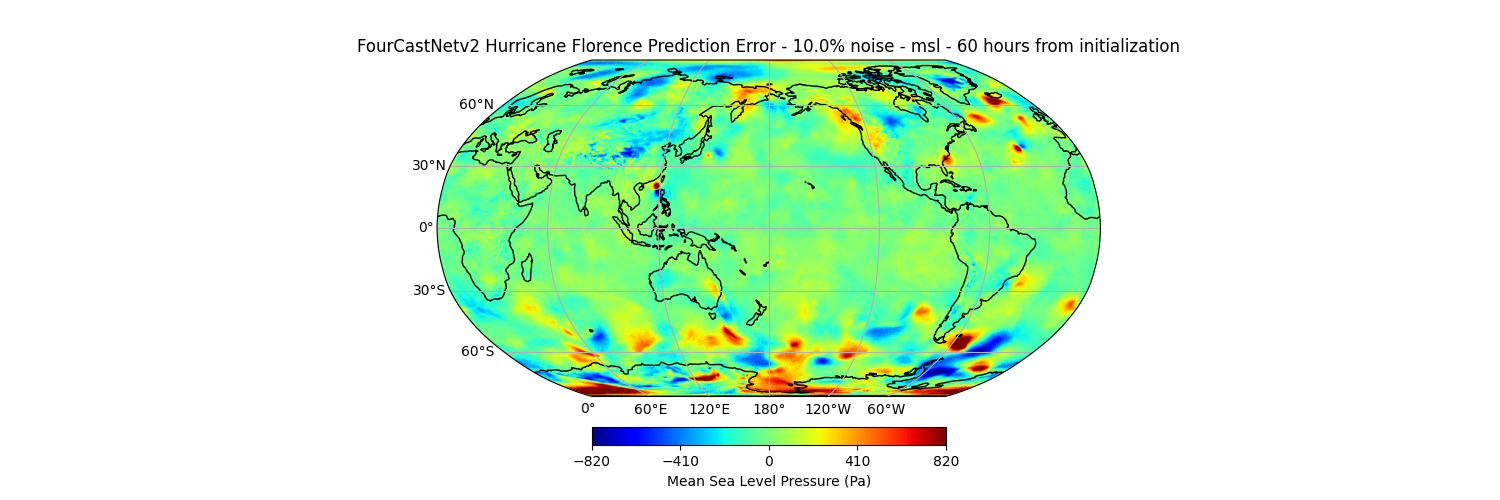 FourCastNetv2 Hurricane Florence Prediction Error - 10.0% noise - msl - 60 hours from initialization
60°N
30°N
0°
30°S
60°S
0° 60°E 120°E 180° 120°W 60°W
−820 −410 0 410 820
Mean Sea Level Pressure (Pa)